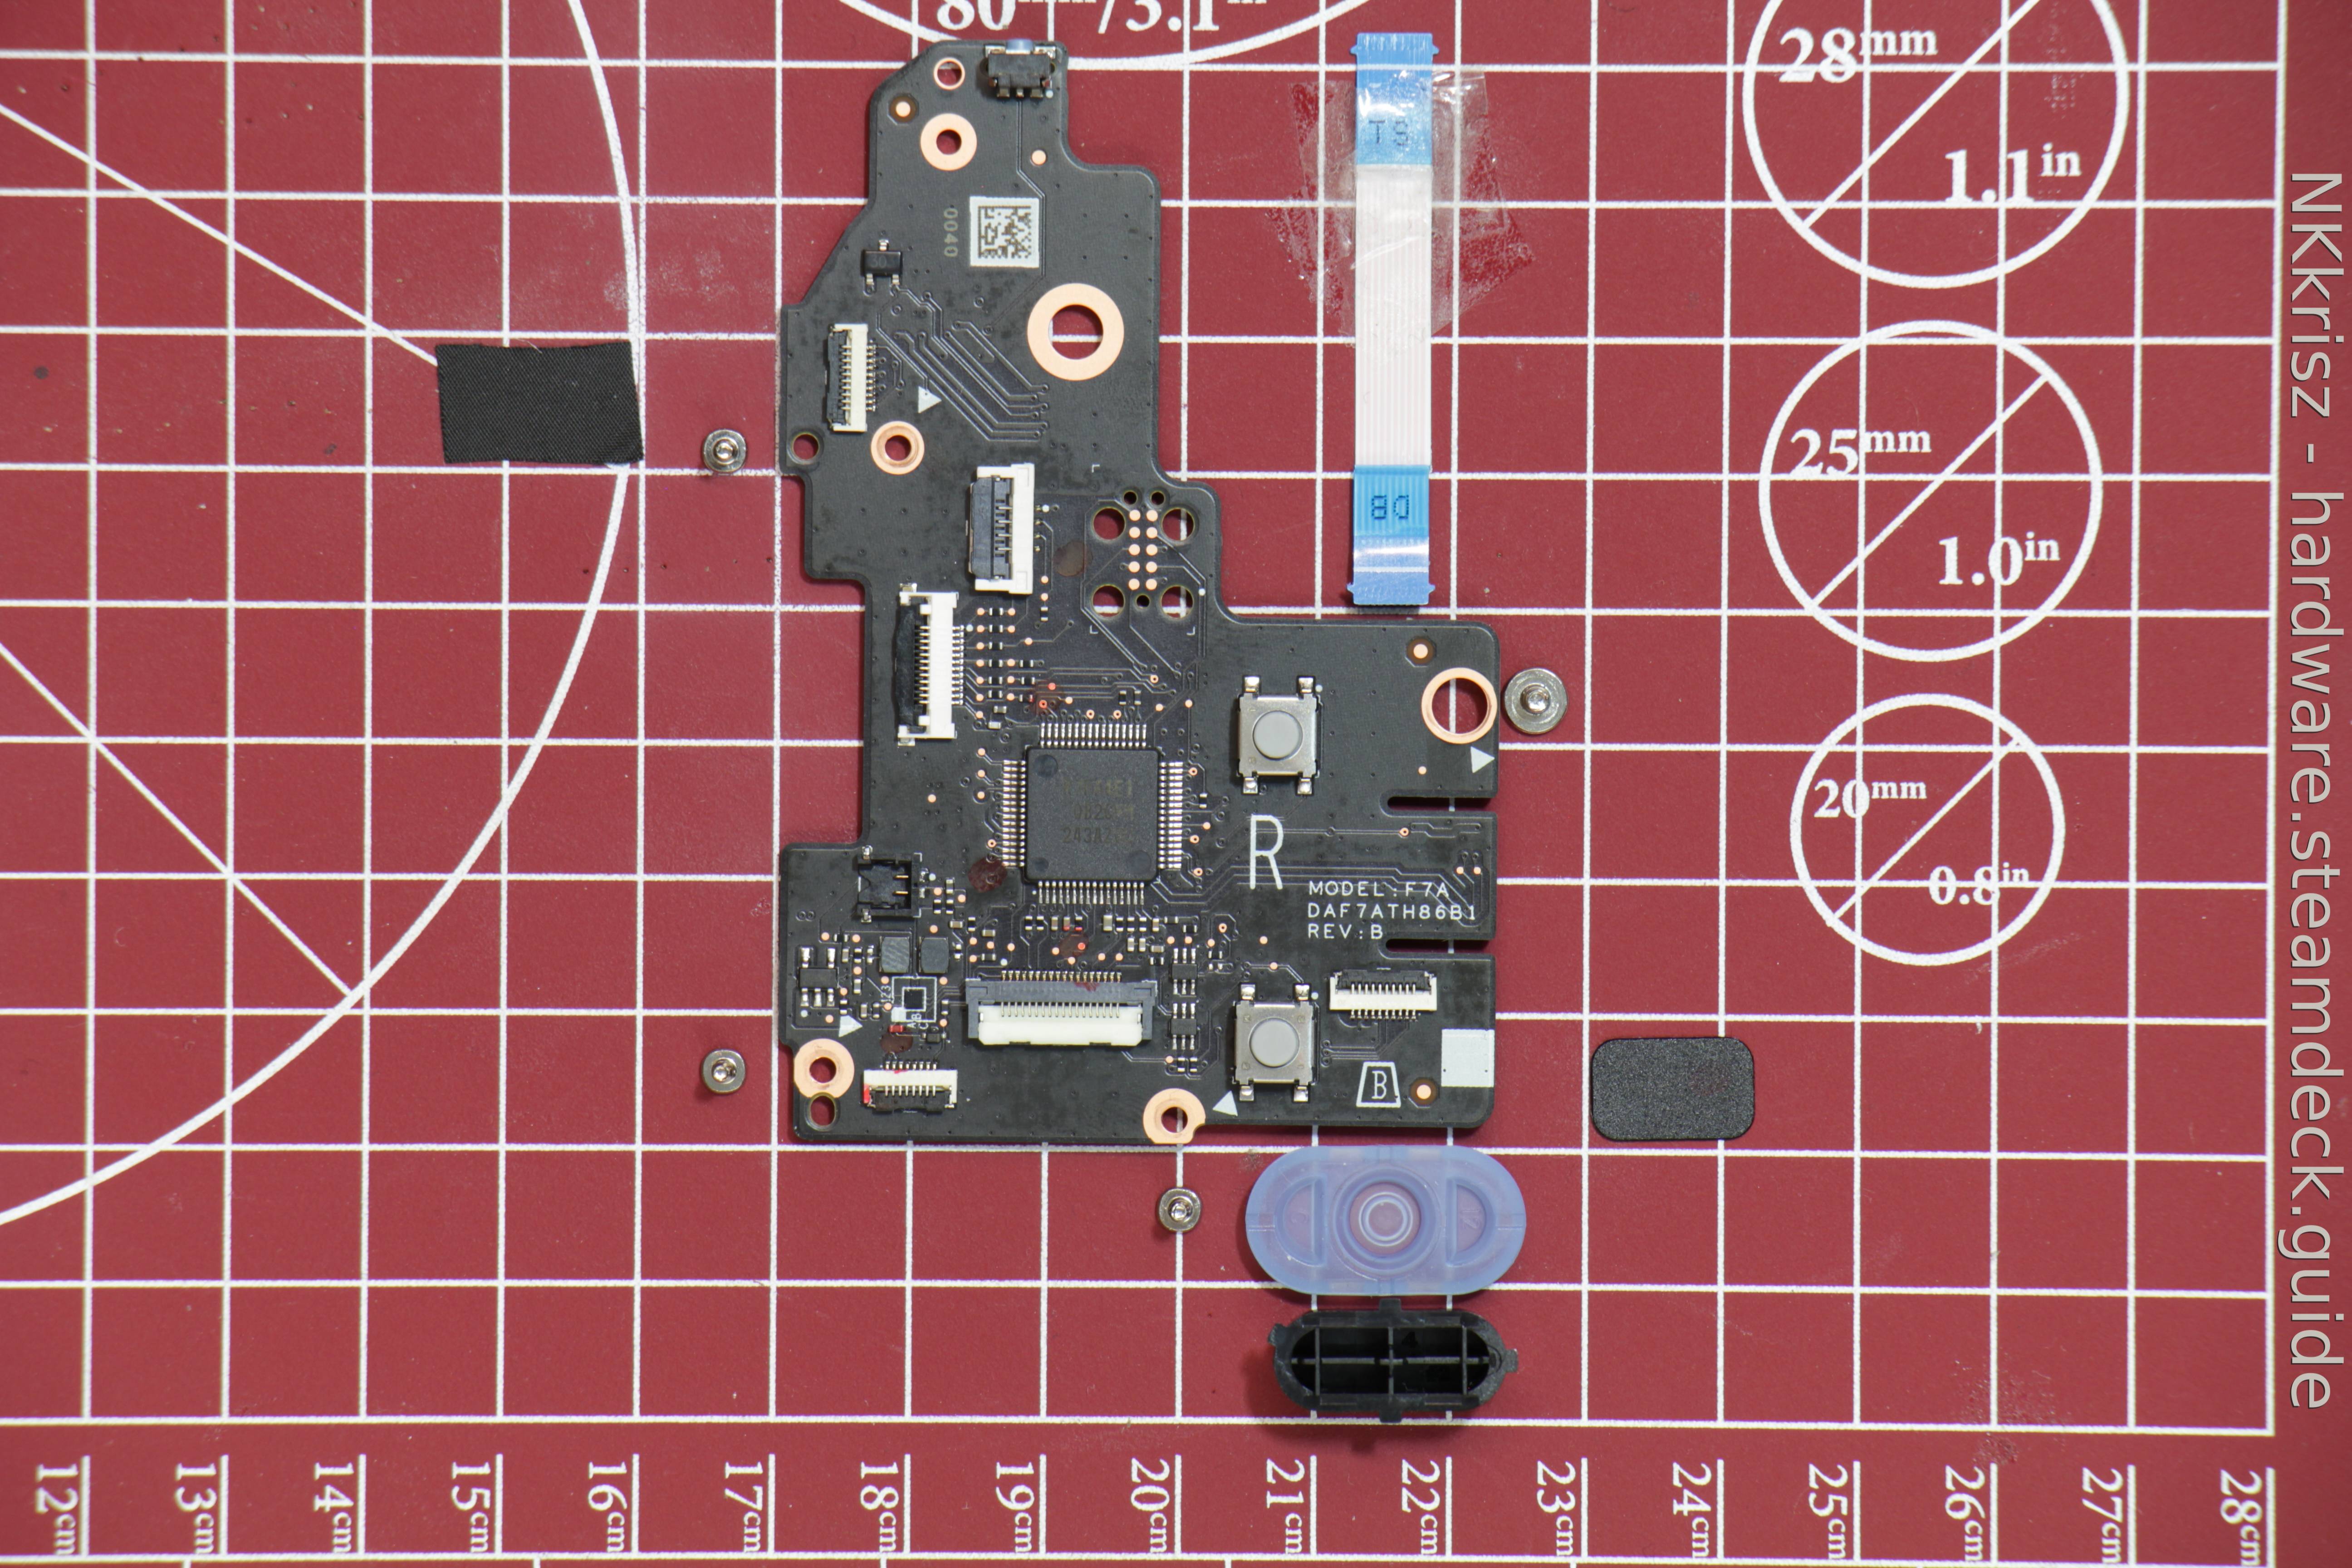 80mm/3.1in
28mm
1.1in
T8
0040
25mm
1.0in
80
20mm
0.8in
R
MODEL:F7A
DAF7ATH86B1
REV:B
B
NKkrisz - hardware.steamdeck.guide
12cm
13cm
14cm
15cm
16cm
17cm
18cm
19cm
20cm
21cm
22cm
23cm
24cm
25cm
26cm
27cm
28cm